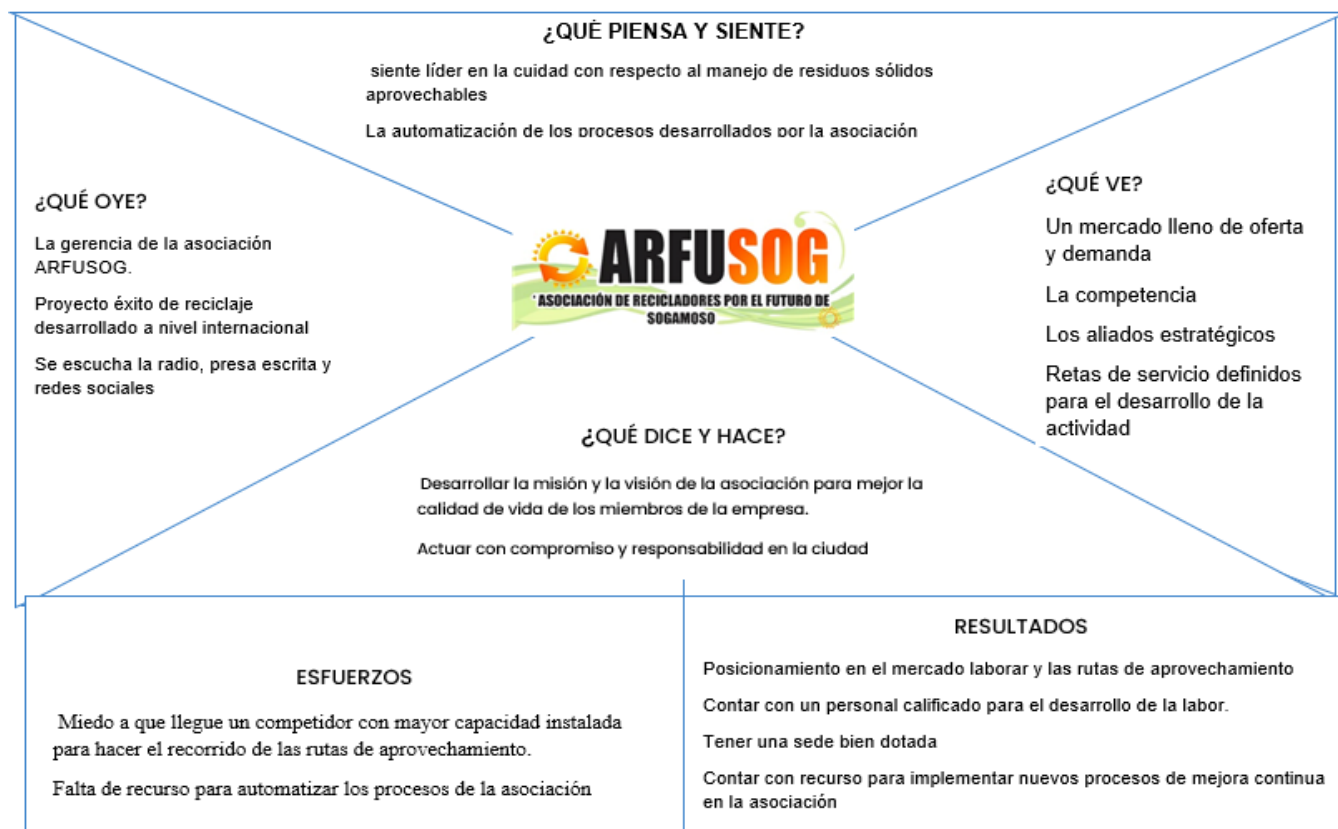 ¿QUÉ PIENSA Y SIENTE?
siente líder en la cuidad con respecto al manejo de residuos sólidos
aprovechables
La automatización de los procesos desarrollados por la asociación
¿QUÉ OYE?
La gerencia de la asociación
ARFUSOG.
Proyecto éxito de reciclaje
desarrollado a nivel internacional
Se escucha la radio, presa escrita y
redes sociales
ARFUSOG
ASOCIACIÓN DE RECICLADORES POR EL FUTURO DE
SOGAMOSO
¿QUÉ VE?
Un mercado lleno de oferta
y demanda
La competencia
Los aliados estratégicos
Retas de servicio definidos
para el desarrollo de la
actividad
¿QUÉ DICE Y HACE?
Desarrollar la misión y la visión de la asociación para mejor la
calidad de vida de los miembros de la empresa.
Actuar con compromiso y responsabilidad en la ciudad
ESFUERZOS
Miedo a que llegue un competidor con mayor capacidad instalada
para hacer el recorrido de las rutas de aprovechamiento.
Falta de recurso para automatizar los procesos de la asociación
RESULTADOS
Posicionamiento en el mercado laborar y las rutas de aprovechamiento
Contar con un personal calificado para el desarrollo de la labor.
Tener una sede bien dotada
Contar con recurso para implementar nuevos procesos de mejora continua
en la asociación